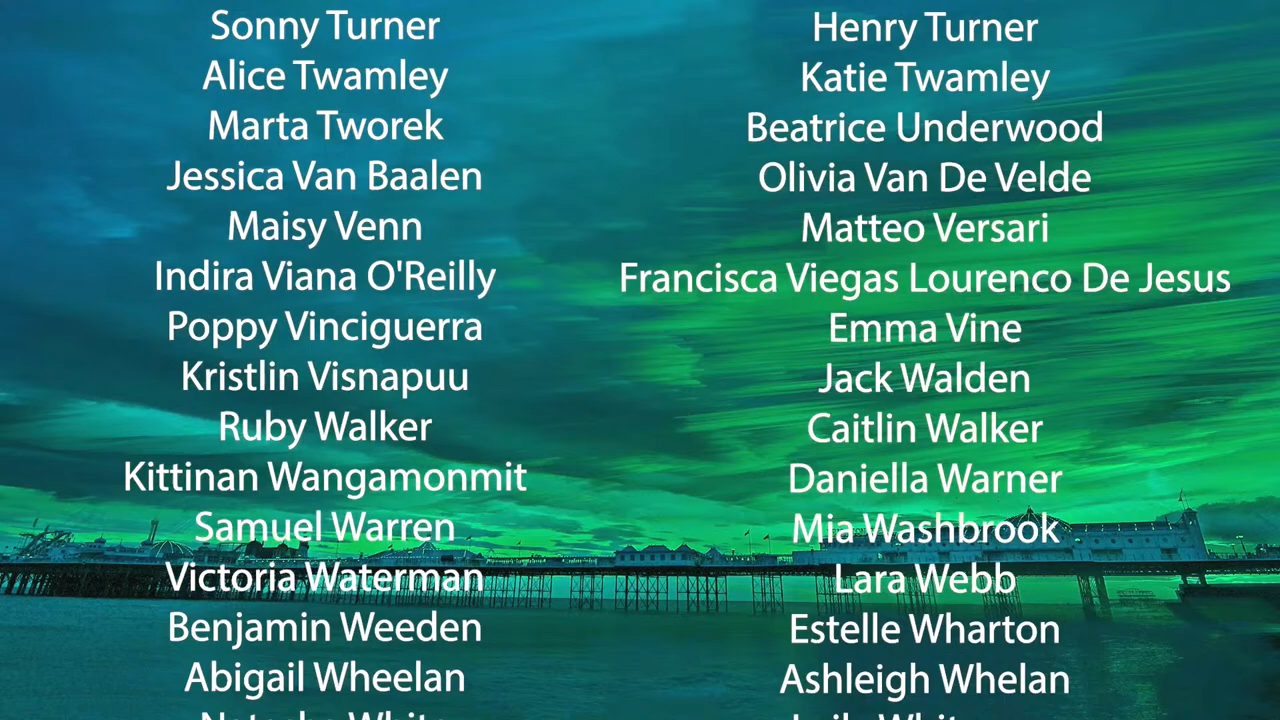 Sonny Turner
Henry Turner
Alice Twamley
Katie Twamley
Marta Tworek
Beatrice Underwood
Jessica Van Baalen
Olivia Van De Velde
Maisy Venn
Matteo Versari
Indira Viana O'Reilly
Francisca Viegas Lourenco De Jesus
Poppy Vinciguerra
Emma Vine
Kristlin Visnapuu
Jack Walden
Ruby Walker
Caitlin Walker
Kittinan Wangamonmit
Daniella Warner
Samuel Warren
Mia Washbrook
Victoria Waterman
Lara Webb
Benjamin Weeden
Estelle Wharton
Abigail Wheelan
Ashleigh Whelan